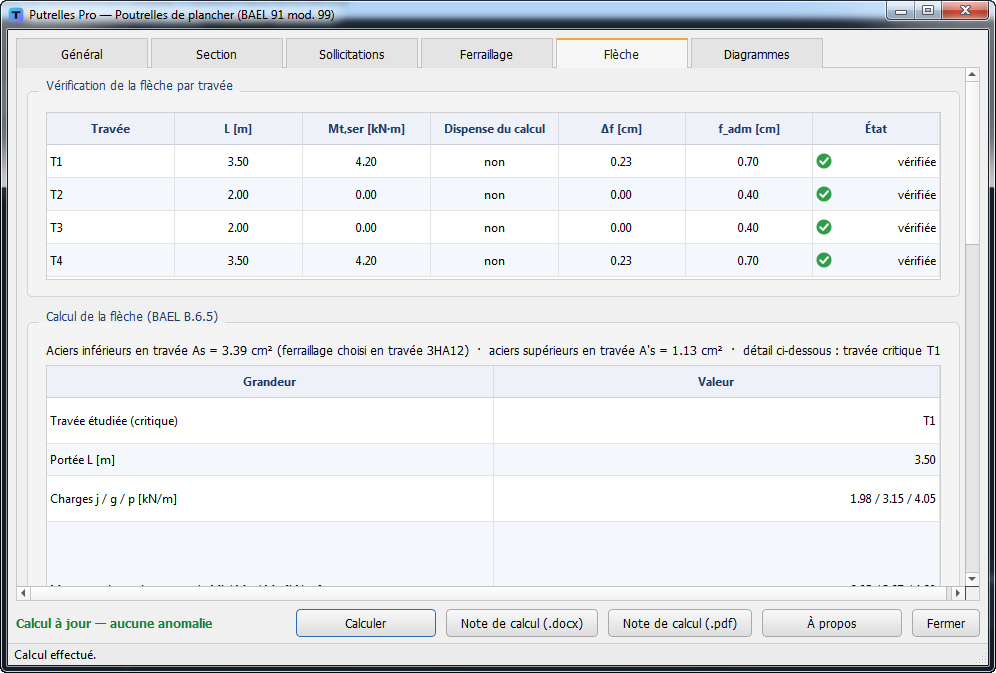 Putrelles Pro — Poutrelles de plancher (BAEL 91 mod. 99)
Général Section Sollicitations Ferraillage Flèche Diagrammes
Vérification de la flèche par travée
Travée L [m] Mt,ser [kN·m] Dispense du calcul Δf [cm] f_adm [cm] État
T1 3.50 4.20 non 0.23 0.70 vérifiée
T2 2.00 0.00 non 0.00 0.40 vérifiée
T3 2.00 0.00 non 0.00 0.40 vérifiée
T4 3.50 4.20 non 0.23 0.70 vérifiée
Calcul de la flèche (BAEL B.6.5)
Aciers inférieurs en travée As = 3.39 cm² (ferraillage choisi en travée 3HA12) · aciers supérieurs en travée A's = 1.13 cm² · détail ci-dessous : travée critique T1
Grandeur Valeur
Travée étudiée (critique) T1
Portée L [m] 3.50
Charges j / g / p [kN/m] 1.98 / 3.15 / 4.05
Calcul à jour — aucune anomalie Calculer Note de calcul (.docx) Note de calcul (.pdf) À propos Fermer
Calcul effectué.